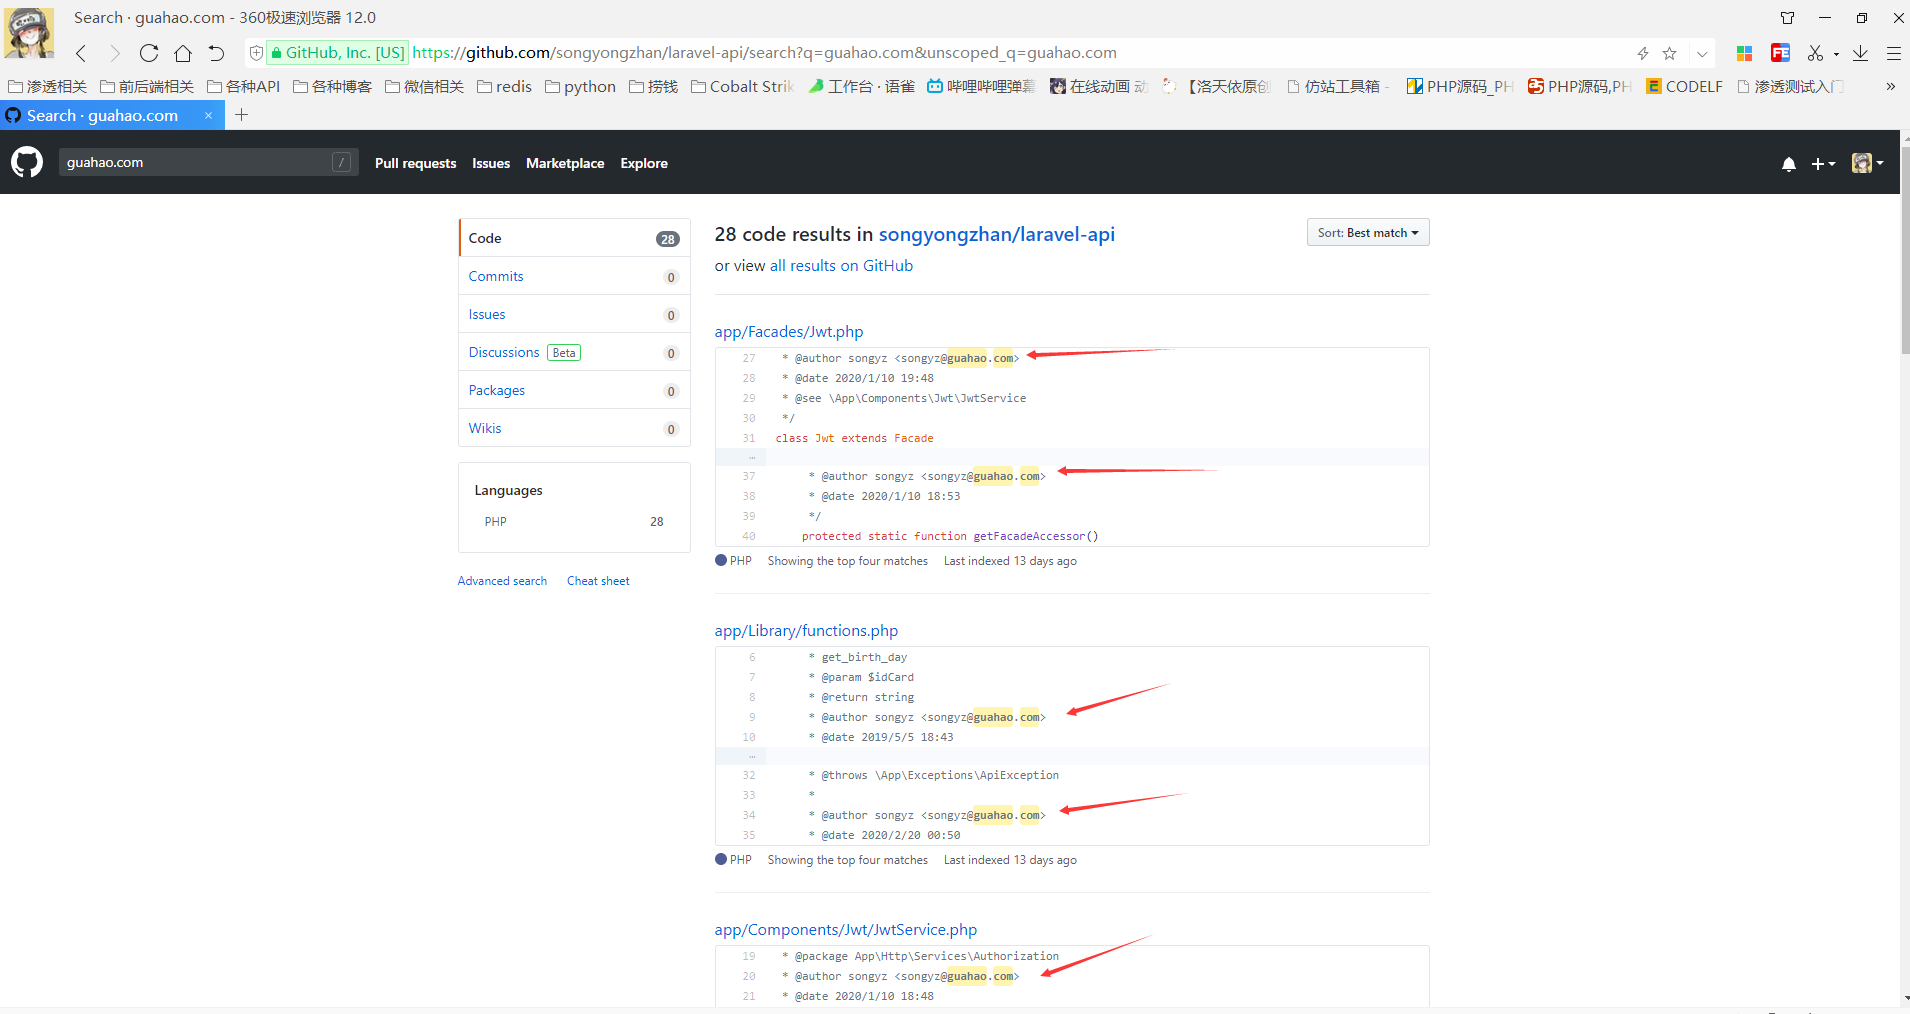 Search · guahao.com - 360极速浏览器 12.0
GitHub, Inc. [US] https://github.com/songyongzhan/laravel-api/search?q=guahao.com&unscoped_q=guahao.com
渗透相关 前后端相关 各种API 各种博客 微信相关 redis python 捞钱 Cobalt Strik 工作台 · 语雀 哔哩哔哩弹幕 在线动画 动 【洛天依原创 仿站工具箱 - PHP源码_PH PHP源码,PH CODELF 渗透测试入门 »
Search · guahao.com × +
guahao.com / Pull requests Issues Marketplace Explore
Code 28
Commits 0
Issues 0
Discussions Beta 0
Packages 0
Wikis 0
Languages
PHP 28
Advanced search Cheat sheet
28 code results in songyongzhan/laravel-api
Sort: Best match
or view all results on GitHub
app/Facades/Jwt.php
27 * @author songyz <songyz@guahao.com>
28 * @date 2020/1/10 19:48
29 * @see \App\Components\Jwt\JwtService
30 */
31 class Jwt extends Facade
…
37 * @author songyz <songyz@guahao.com>
38 * @date 2020/1/10 18:53
39 */
40 protected static function getFacadeAccessor()
PHP Showing the top four matches Last indexed 13 days ago
app/Library/functions.php
6 * get_birth_day
7 * @param $idCard
8 * @return string
9 * @author songyz <songyz@guahao.com>
10 * @date 2019/5/5 18:43
…
32 * @throws \App\Exceptions\ApiException
33 *
34 * @author songyz <songyz@guahao.com>
35 * @date 2020/2/20 00:50
PHP Showing the top four matches Last indexed 13 days ago
app/Components/Jwt/JwtService.php
19 * @package App\Http\Services\Authorization
20 * @author songyz <songyz@guahao.com>
21 * @date 2020/1/10 18:48